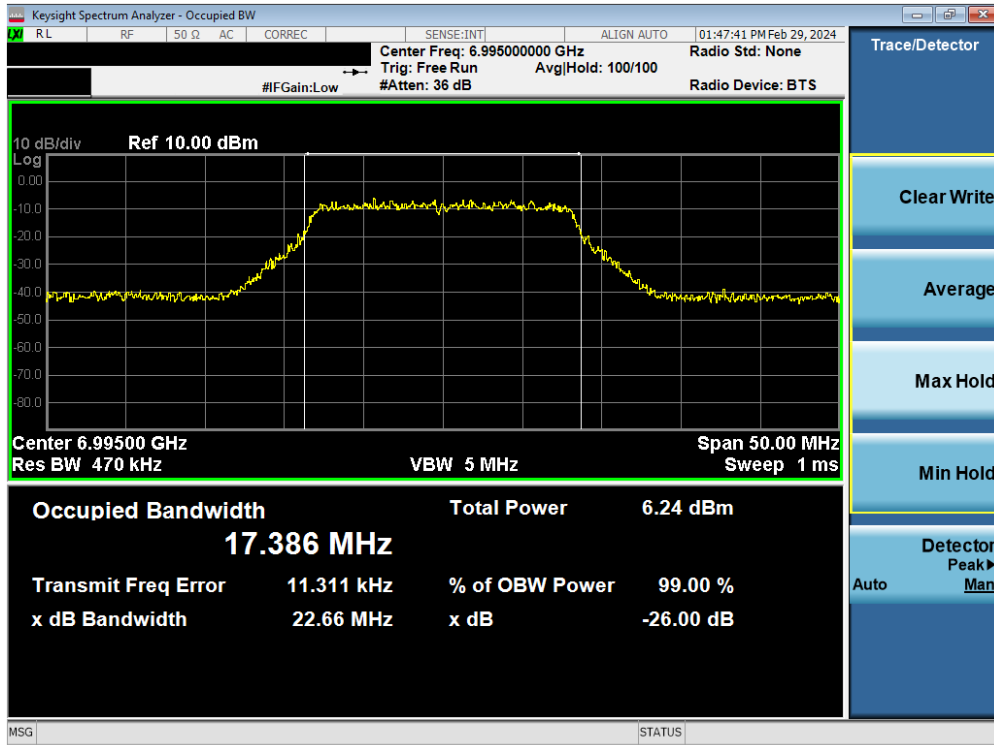 Keysight Spectrum Analyzer - Occupied BW
LXI RL RF 50 Ω AC CORREC SENSE:INT ALIGN AUTO 01:47:41 PM Feb 29, 2024
Center Freq: 6.995000000 GHz Radio Std: None
Trig: Free Run Avg|Hold: 100/100
#IFGain:Low #Atten: 36 dB Radio Device: BTS
10 dB/div Ref 10.00 dBm
Log
0.00
-10.0
-20.0
-30.0
-40.0
-50.0
-60.0
-70.0
-80.0
Center 6.99500 GHz Span 50.00 MHz
Res BW 470 kHz VBW 5 MHz Sweep 1 ms
Occupied Bandwidth Total Power 6.24 dBm
17.386 MHz
Transmit Freq Error 11.311 kHz % of OBW Power 99.00 %
x dB Bandwidth 22.66 MHz x dB -26.00 dB
MSG STATUS
Trace/Detector
Clear Write
Average
Max Hold
Min Hold
Detector
Peak▶
Auto Man